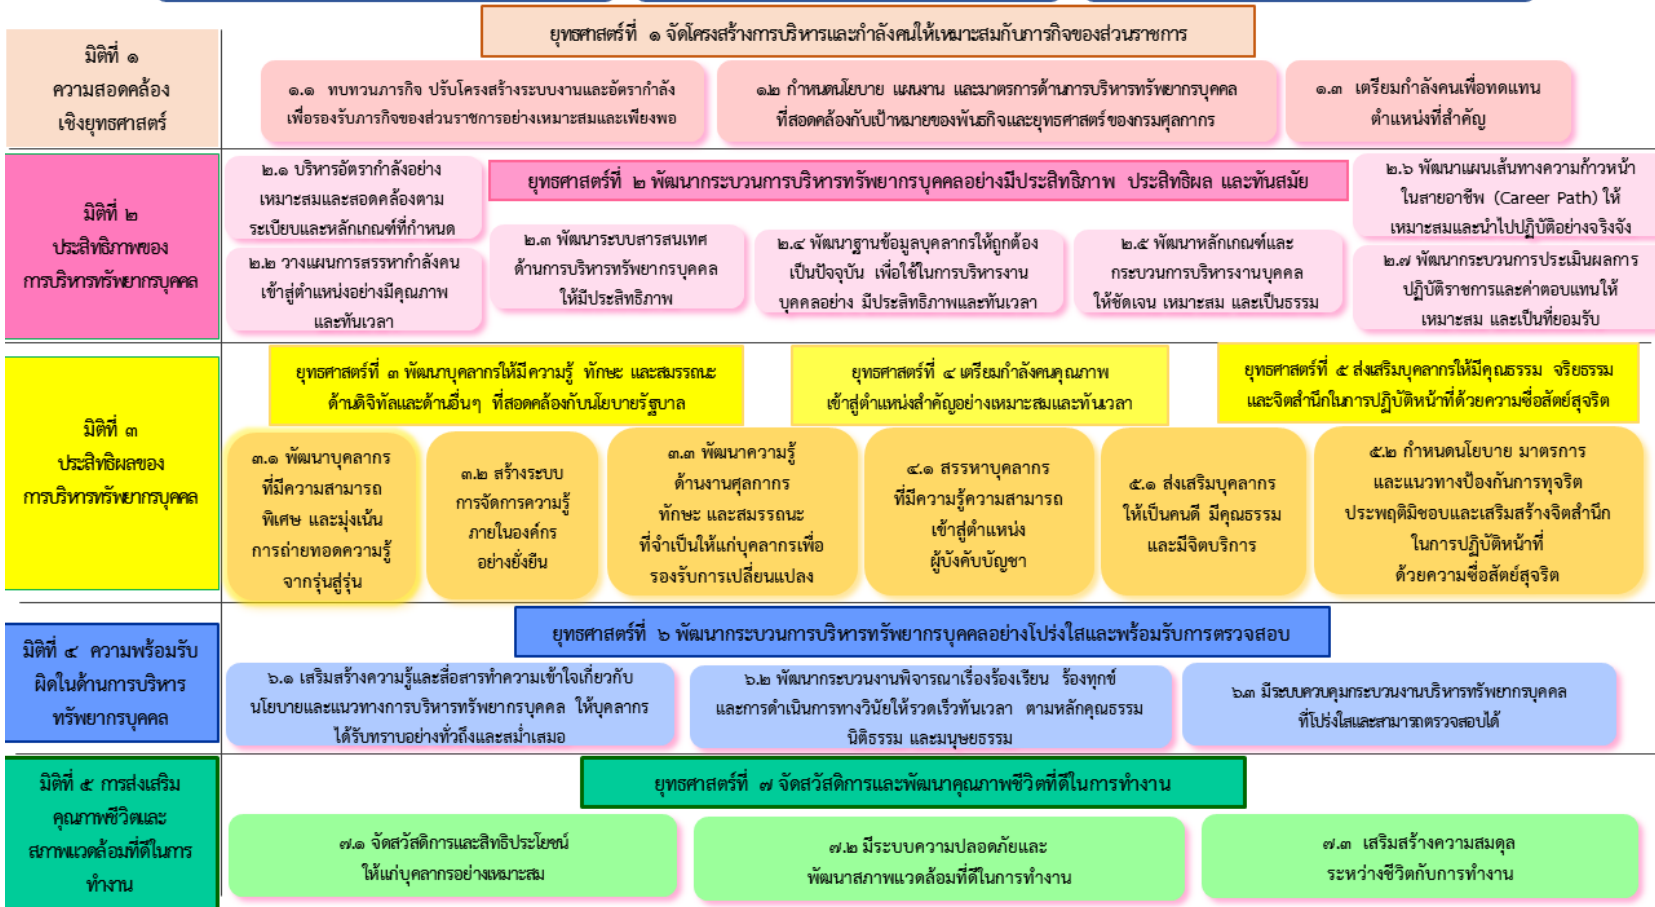 ยุทธศาสตร์ที่ ๑ จัดโครงสร้างการบริหารและกำลังคนให้เหมาะสมกับภารกิจของส่วนราชการ
มิติที่ ๑
ความสอดคล้อง
เชิงยุทธศาสตร์
๑.๑ ทบทวนภารกิจ ปรับโครงสร้างระบบงานและอัตรากำลัง
เพื่อรองรับภารกิจของส่วนราชการอย่างเหมาะสมและเพียงพอ
๑.๒ กำหนดนโยบาย แผนงาน และมาตรการด้านการบริหารทรัพยากรบุคคล
ที่สอดคล้องกับเป้าหมายของพันธกิจและยุทธศาสตร์ของกรมศุลกากร
๑.๓ เตรียมกำลังคนเพื่อทดแทน
ตำแหน่งที่สำคัญ
มิติที่ ๒
ประสิทธิภาพของ
การบริหารทรัพยากรบุคคล
ยุทธศาสตร์ที่ ๒ พัฒนากระบวนการบริหารทรัพยากรบุคคลอย่างมีประสิทธิภาพ ประสิทธิผล และทันสมัย
๒.๑ บริหารอัตรากำลังอย่าง
เหมาะสมและสอดคล้องตาม
ระเบียบและหลักเกณฑ์ที่กำหนด
๒.๒ วางแผนการสรรหากำลังคน
เข้าสู่ตำแหน่งอย่างมีคุณภาพ
และทันเวลา
๒.๓ พัฒนาระบบสารสนเทศ
ด้านการบริหารทรัพยากรบุคคล
ให้มีประสิทธิภาพ
๒.๔ พัฒนาฐานข้อมูลบุคลากรให้ถูกต้อง
เป็นปัจจุบัน เพื่อใช้ในการบริหารงาน
บุคคลอย่าง มีประสิทธิภาพและทันเวลา
๒.๕ พัฒนาหลักเกณฑ์และ
กระบวนการบริหารงานบุคคล
ให้ชัดเจน เหมาะสม และเป็นธรรม
๒.๖ พัฒนาแผนเส้นทางความก้าวหน้า
ในสายอาชีพ (Career Path) ให้
เหมาะสมและนำไปปฏิบัติอย่างจริงจัง
๒.๗ พัฒนากระบวนการประเมินผลการ
ปฏิบัติราชการและค่าตอบแทนให้
เหมาะสม และเป็นที่ยอมรับ
มิติที่ ๓
ประสิทธิผลของ
การบริหารทรัพยากรบุคคล
ยุทธศาสตร์ที่ ๓ พัฒนาบุคลากรให้มีความรู้ ทักษะ และสมรรถนะ
ด้านดิจิทัลและด้านอื่นๆ ที่สอดคล้องกับนโยบายรัฐบาล
ยุทธศาสตร์ที่ ๔ เตรียมกำลังคนคุณภาพ
เข้าสู่ตำแหน่งสำคัญอย่างเหมาะสมและทันเวลา
ยุทธศาสตร์ที่ ๕ ส่งเสริมบุคลากรให้มีคุณธรรม จริยธรรม
และจิตสำนึกในการปฏิบัติหน้าที่ด้วยความซื่อสัตย์สุจริต
๓.๑ พัฒนาบุคลากร
ที่มีความสามารถ
พิเศษ และมุ่งเน้น
การถ่ายทอดความรู้
จากรุ่นสู่รุ่น
๓.๒ สร้างระบบ
การจัดการความรู้
ภายในองค์กร
อย่างยั่งยืน
๓.๓ พัฒนาความรู้
ด้านงานศุลกากร
ทักษะ และสมรรถนะ
ที่จำเป็นให้แก่บุคลากรเพื่อ
รองรับการเปลี่ยนแปลง
๔.๑ สรรหาบุคลากร
ที่มีความรู้ความสามารถ
เข้าสู่ตำแหน่ง
ผู้บังคับบัญชา
๕.๑ ส่งเสริมบุคลากร
ให้เป็นคนดี มีคุณธรรม
และมีจิตบริการ
๕.๒ กำหนดนโยบาย มาตรการ
และแนวทางป้องกันการทุจริต
ประพฤติมิชอบและเสริมสร้างจิตสำนึก
ในการปฏิบัติหน้าที่
ด้วยความซื่อสัตย์สุจริต
มิติที่ ๔ ความพร้อมรับ
ผิดในด้านการบริหาร
ทรัพยากรบุคคล
ยุทธศาสตร์ที่ ๖ พัฒนากระบวนการบริหารทรัพยากรบุคคลอย่างโปร่งใสและพร้อมรับการตรวจสอบ
๖.๑ เสริมสร้างความรู้และสื่อสารทำความเข้าใจเกี่ยวกับ
นโยบายและแนวทางการบริหารทรัพยากรบุคคล ให้บุคลากร
ได้รับทราบอย่างทั่วถึงและสม่ำเสมอ
๖.๒ พัฒนากระบวนงานพิจารณาเรื่องร้องเรียน ร้องทุกข์
และการดำเนินการทางวินัยให้รวดเร็วทันเวลา ตามหลักคุณธรรม
นิติธรรม และมนุษยธรรม
๖.๓ มีระบบควบคุมกระบวนงานบริหารทรัพยากรบุคคล
ที่โปร่งใสและสามารถตรวจสอบได้
มิติที่ ๕ การส่งเสริม
คุณภาพชีวิตและ
สภาพแวดล้อมที่ดีในการ
ทำงาน
ยุทธศาสตร์ที่ ๗ จัดสวัสดิการและพัฒนาคุณภาพชีวิตที่ดีในการทำงาน
๗.๑ จัดสวัสดิการและสิทธิประโยชน์
ให้แก่บุคลากรอย่างเหมาะสม
๗.๒ มีระบบความปลอดภัยและ
พัฒนาสภาพแวดล้อมที่ดีในการทำงาน
๗.๓ เสริมสร้างความสมดุล
ระหว่างชีวิตกับการทำงาน